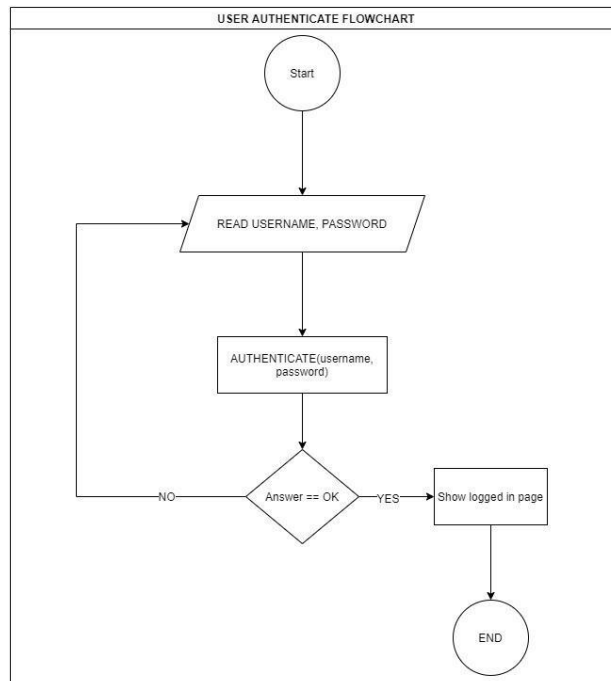 USER AUTHENTICATE FLOWCHART
Start
READ USERNAME, PASSWORD
AUTHENTICATE(username,
password)
Answer == OK
NO
YES
Show logged in page
END